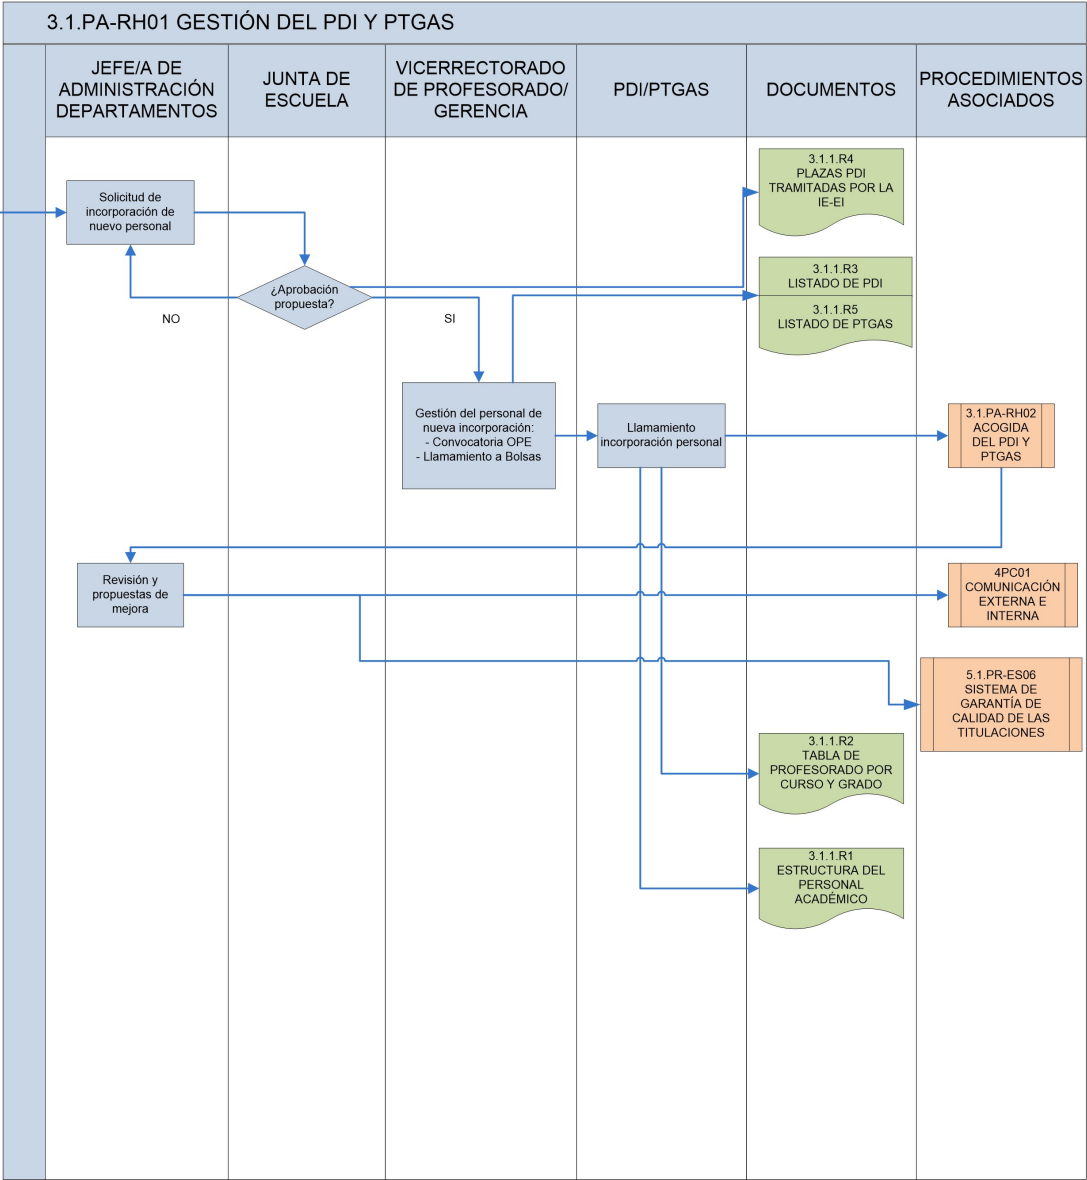 3.1.PA-RH01 GESTIÓN DEL PDI Y PTGAS
JEFE/A DE
ADMINISTRACIÓN
DEPARTAMENTOS
JUNTA DE
ESCUELA
VICERRECTORADO
DE PROFESORADO/
GERENCIA
PDI/PTGAS
DOCUMENTOS
PROCEDIMIENTOS
ASOCIADOS
3.1.1.R4
PLAZAS PDI
TRAMITADAS POR LA
IE-EI
Solicitud de
incorporación de
nuevo personal
¿Aprobación
propuesta?
NO
SI
3.1.1.R3
LISTADO DE PDI
3.1.1.R5
LISTADO DE PTGAS
Gestión del personal de
nueva incorporación:
- Convocatoria OPE
- Llamamiento a Bolsas
Llamamiento
incorporación personal
3.1.PA-RH02
ACOGIDA
DEL PDI Y
PTGAS
Revisión y
propuestas de
mejora
4PC01
COMUNICACIÓN
EXTERNA E
INTERNA
5.1.PR-ES06
SISTEMA DE
GARANTÍA DE
CALIDAD DE LAS
TITULACIONES
3.1.1.R2
TABLA DE
PROFESORADO POR
CURSO Y GRADO
3.1.1.R1
ESTRUCTURA DEL
PERSONAL
ACADÉMICO